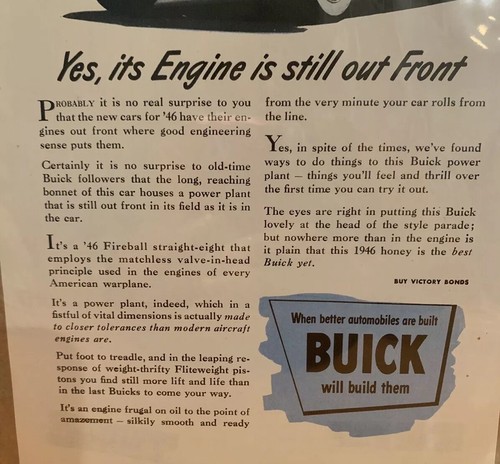 Yes, its Engine is still out Front
PROBABLY it is no real surprise to you
that the new cars for '46 have their en-
gines out front where good engineering
sense puts them.
Certainly it is no surprise to old-time
Buick followers that the long, reaching
bonnet of this car houses a power plant
that is still out front in its field as it is in
the car.
It's a '46 Fireball straight-eight that
employs the matchless valve-in-head
principle used in the engines of every
American warplane.
It's a power plant, indeed, which in a
fistful of vital dimensions is actually made
to closer tolerances than modern aircraft
engines are.
Put foot to treadle, and in the leaping re-
sponse of weight-thrifty Fliteweight pis-
tons you find still more lift and life than
in the last Buicks to come your way.
It's an engine frugal on oil to the point of
amazement — silkily smooth and ready
from the very minute your car rolls from
the line.
Yes, in spite of the times, we've found
ways to do things to this Buick power
plant — things you'll feel and thrill over
the first time you can try it out.
The eyes are right in putting this Buick
lovely at the head of the style parade;
but nowhere more than in the engine is
it plain that this 1946 honey is the best
Buick yet.
BUY VICTORY BONDS
When better automobiles are built
BUICK
will build them